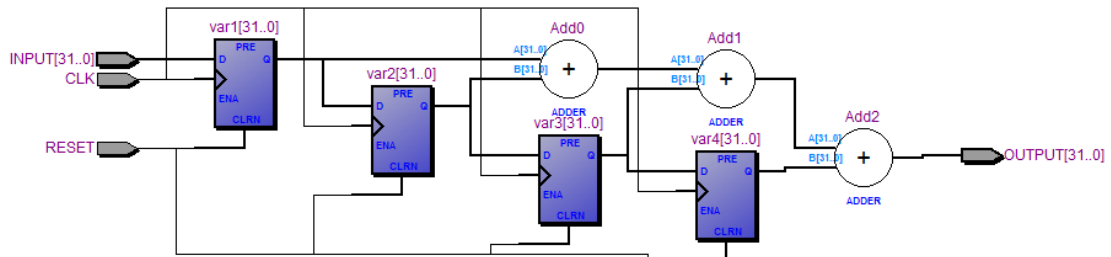 INPUT[31..0]
CLK
RESET
var1[31..0]
PRE
D
Q
ENA
CLRN
var2[31..0]
PRE
D
Q
ENA
CLRN
Add0
A[31..0]
B[31..0]
+
ADDER
var3[31..0]
PRE
D
Q
ENA
CLRN
Add1
A[31..0]
B[31..0]
+
ADDER
var4[31..0]
PRE
D
Q
ENA
CLRN
Add2
A[31..0]
B[31..0]
+
ADDER
OUTPUT[31..0]